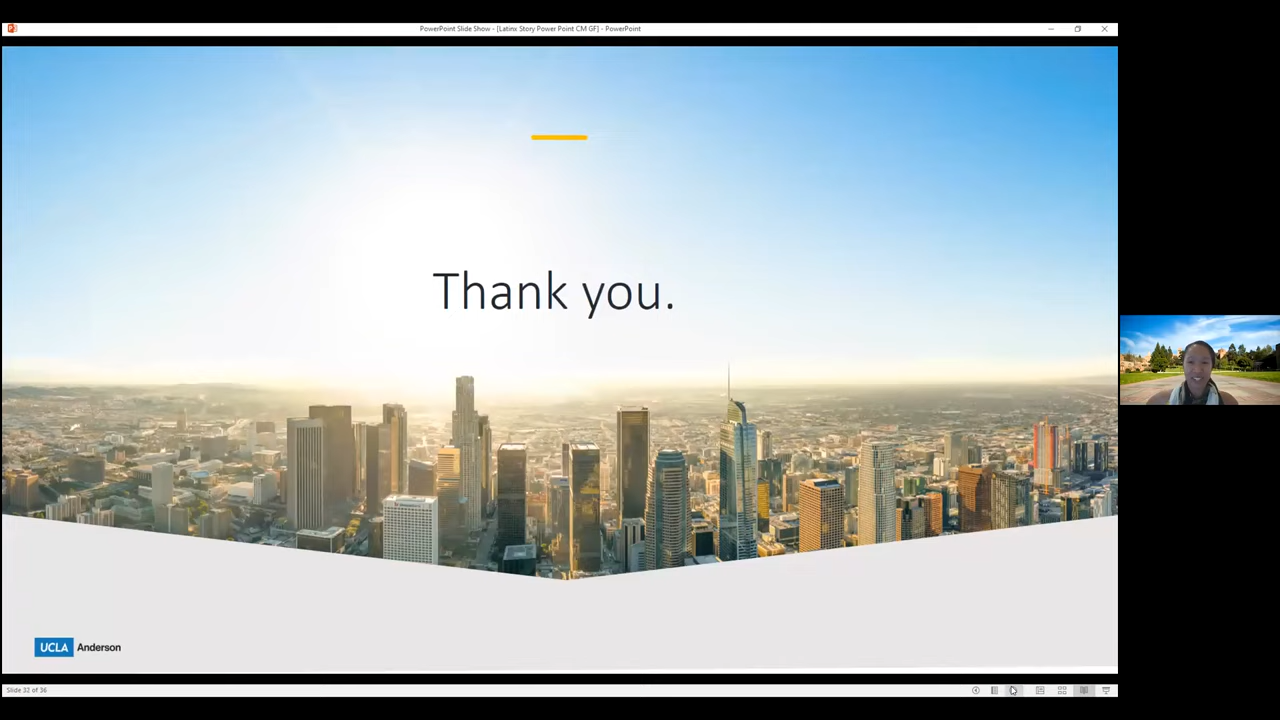 PowerPoint Slide Show - [Latinx Story Power Point CM GF] - PowerPoint
Thank you.
UCLA Anderson
Slide 32 of 36